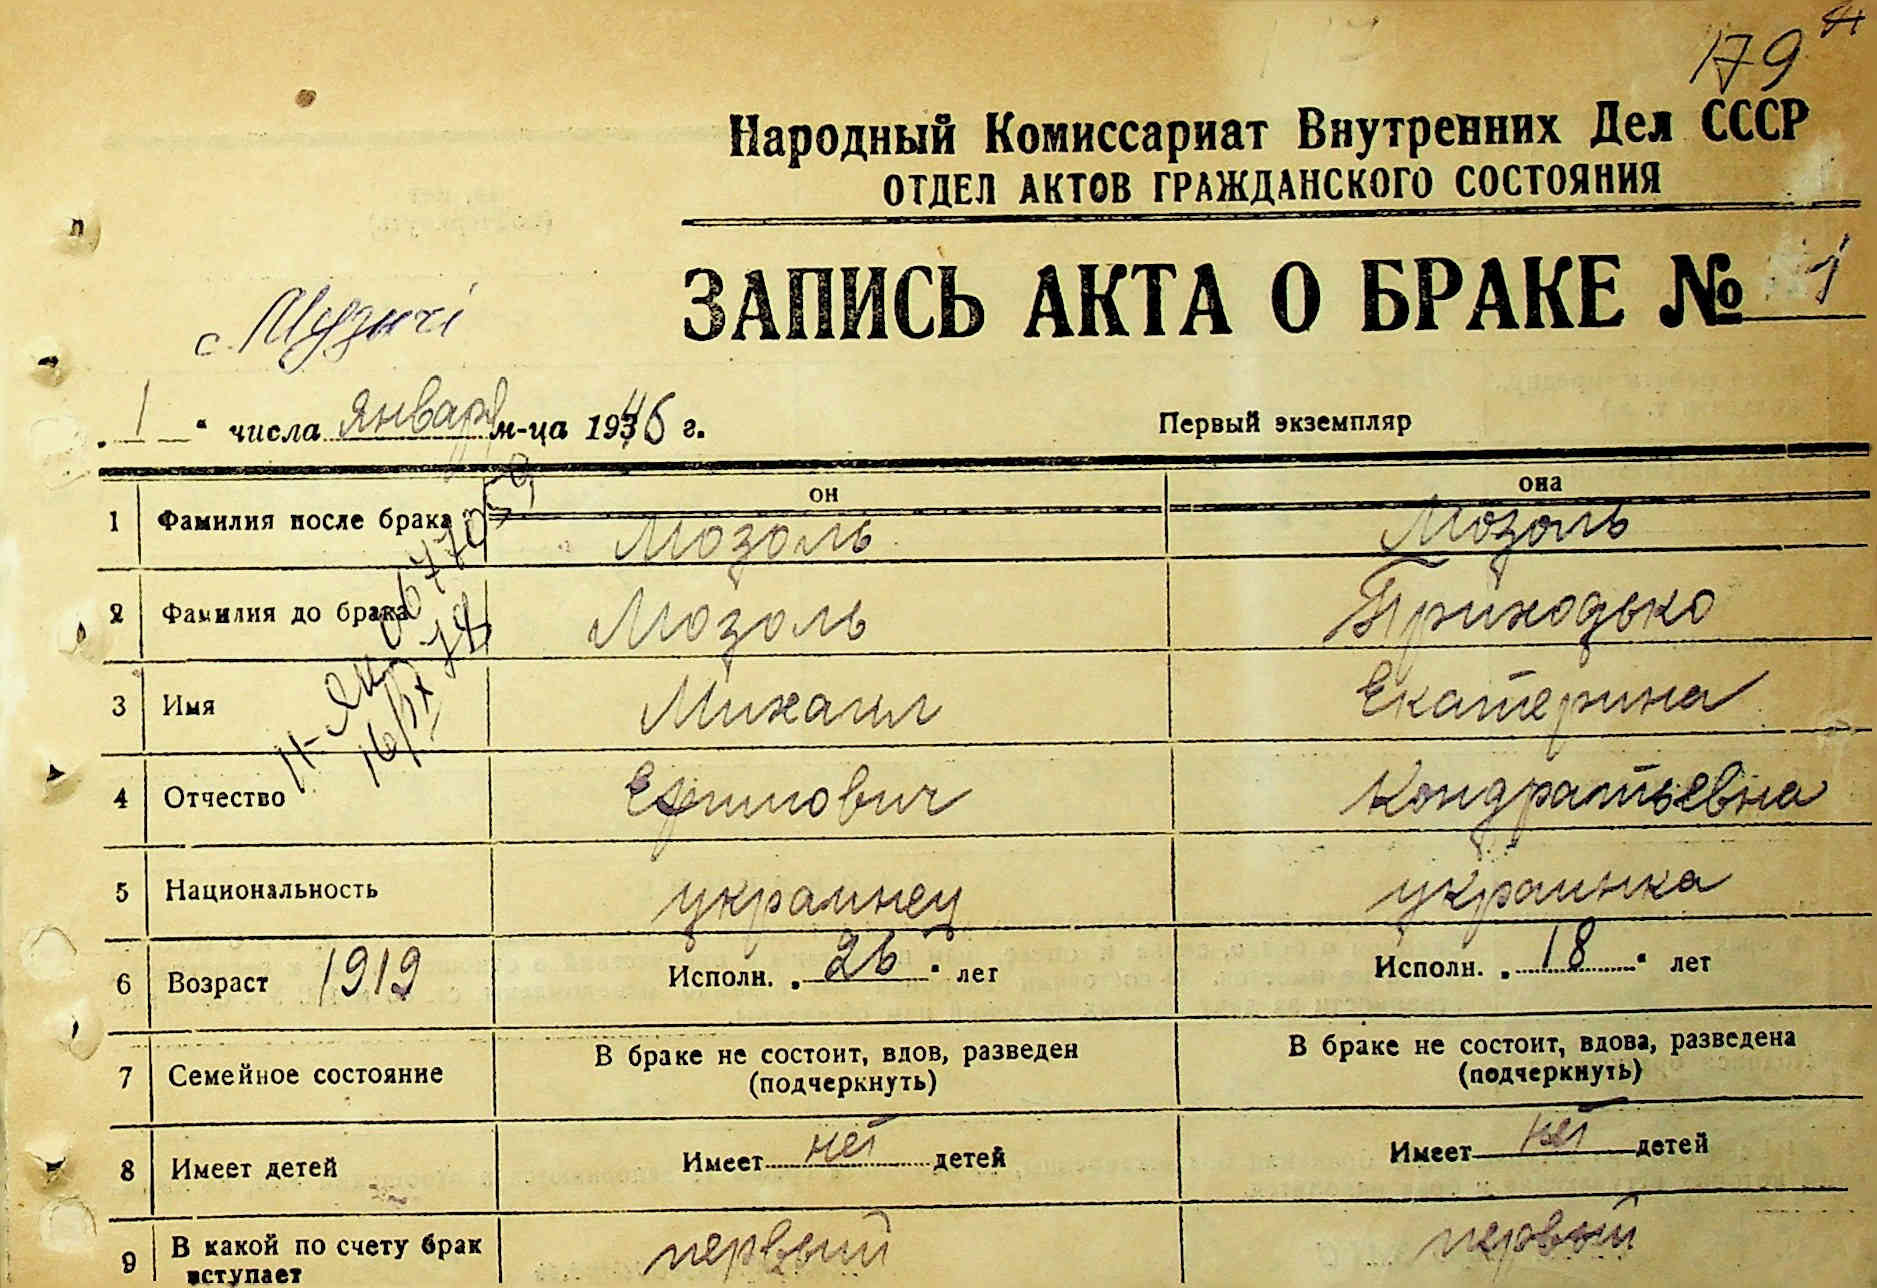 179
Народный Комиссариат Внутренних Дел СССР
ОТДЕЛ АКТОВ ГРАЖДАНСКОГО СОСТОЯНИЯ
ЗАПИСЬ АКТА О БРАКЕ № 1
с. Музичі
„ 1 “ числа января м-ца 1946 г.
Первый экземпляр
он она
1 Фамилия после брака Мозоль Мозоль
2 Фамилия до брака Мозоль Приходько
3 Имя Михаил Екатерина
4 Отчество Ефимович Кондратьевна
5 Национальность украинец украинка
6 Возраст 1919 Исполн. „ 26 “ лет Исполн. „ 18 “ лет
7 Семейное состояние В браке не состоит, вдов, разведен В браке не состоит, вдова, разведена
(подчеркнуть) (подчеркнуть)
8 Имеет детей Имеет нет детей Имеет нет детей
9 В какой по счету брак вступает первый первый